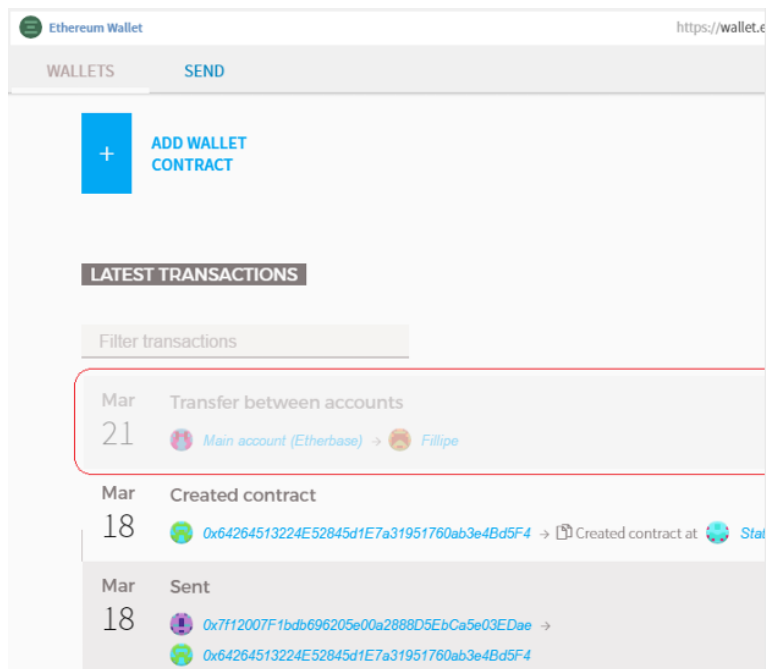 Ethereum Wallet
https://wallet.e
WALLETS SEND
+
ADD WALLET
CONTRACT
LATEST TRANSACTIONS
Filter transactions
Mar Transfer between accounts
21 Main account (Etherbase) → Fillipe
Mar Created contract
18 0x64264513224E52845d1E7a31951760ab3e4Bd5F4 → Created contract at Stat
Mar Sent
18 0x7f12007F1bdb696205e00a2888D5EbCa5e03EDae →
0x64264513224E52845d1E7a31951760ab3e4Bd5F4